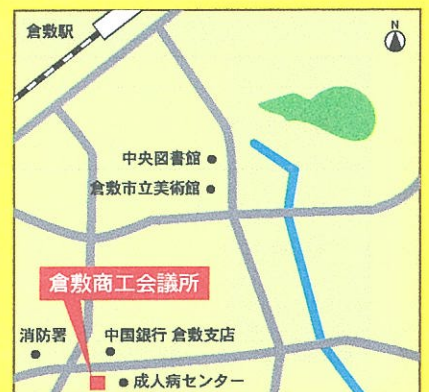 倉敷駅
N
中央図書館
倉敷市立美術館
倉敷商工会議所
消防署
中国銀行 倉敷支店
成人病センター